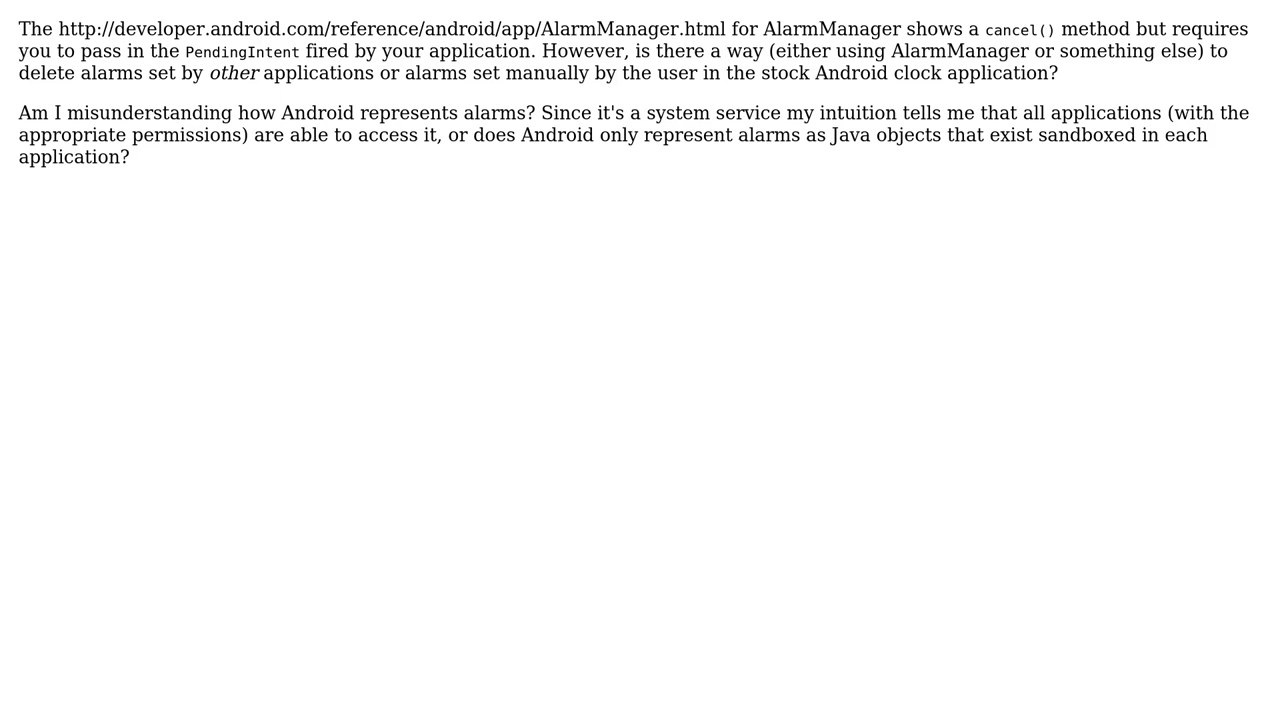 The http://developer.android.com/reference/android/app/AlarmManager.html for AlarmManager shows a cancel() method but requires
you to pass in the PendingIntent fired by your application. However, is there a way (either using AlarmManager or something else) to
delete alarms set by other applications or alarms set manually by the user in the stock Android clock application?
Am I misunderstanding how Android represents alarms? Since it's a system service my intuition tells me that all applications (with the
appropriate permissions) are able to access it, or does Android only represent alarms as Java objects that exist sandboxed in each
application?